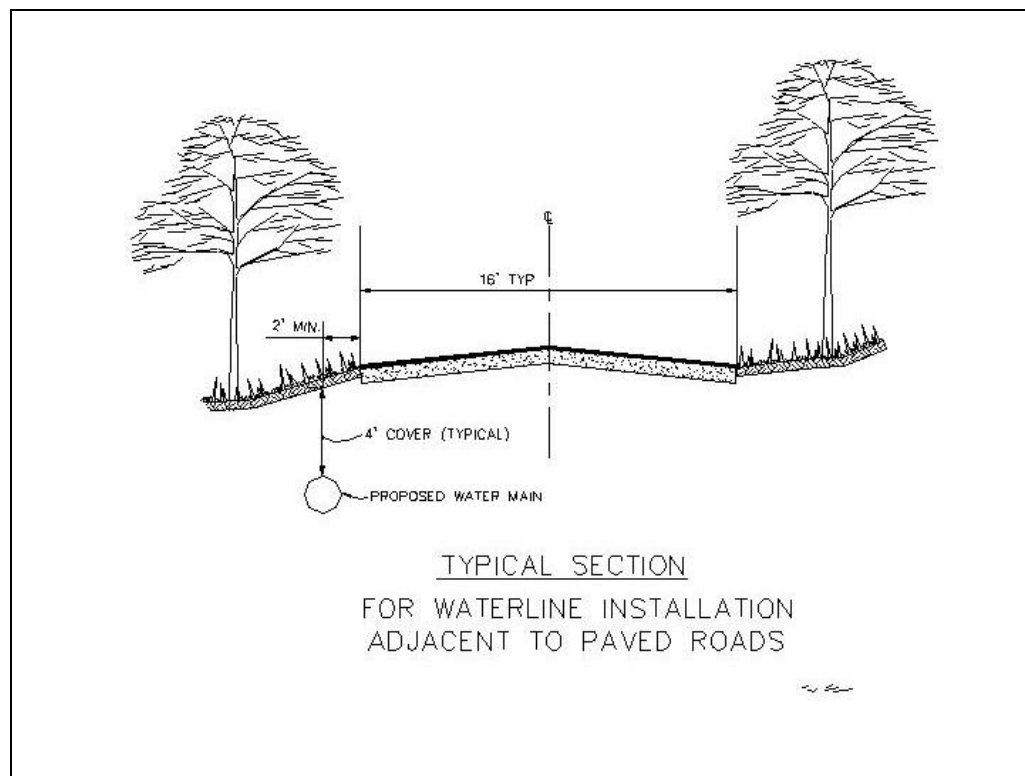 ℄
16' TYP
2' MIN.
4' COVER (TYPICAL)
PROPOSED WATER MAIN
TYPICAL SECTION
FOR WATERLINE INSTALLATION
ADJACENT TO PAVED ROADS